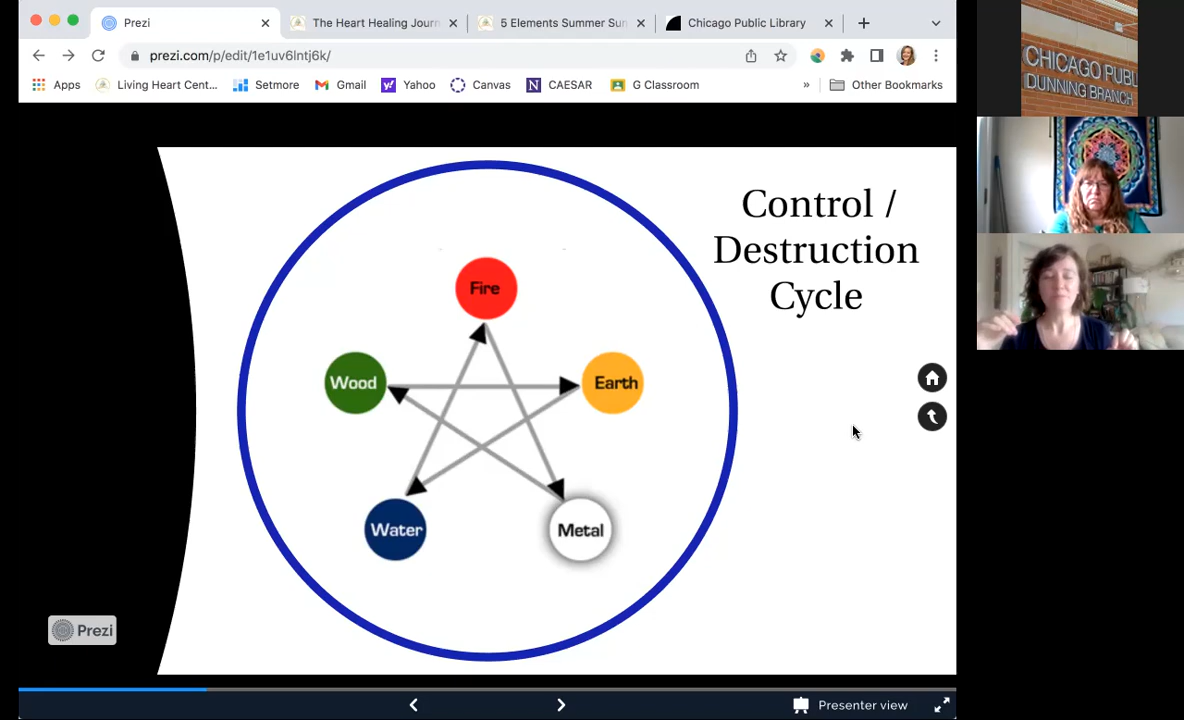 Prezi
The Heart Healing Journ
5 Elements Summer Sun
Chicago Public Library
prezi.com/p/edit/1e1uv6lntj6k/
Apps
Living Heart Cent...
Setmore
Gmail
Yahoo
Canvas
CAESAR
G Classroom
»
Other Bookmarks
CHICAGO PUBL
DUNNING BRANCH
Control /
Destruction
Cycle
Fire
Wood
Earth
Water
Metal
Prezi
Presenter view